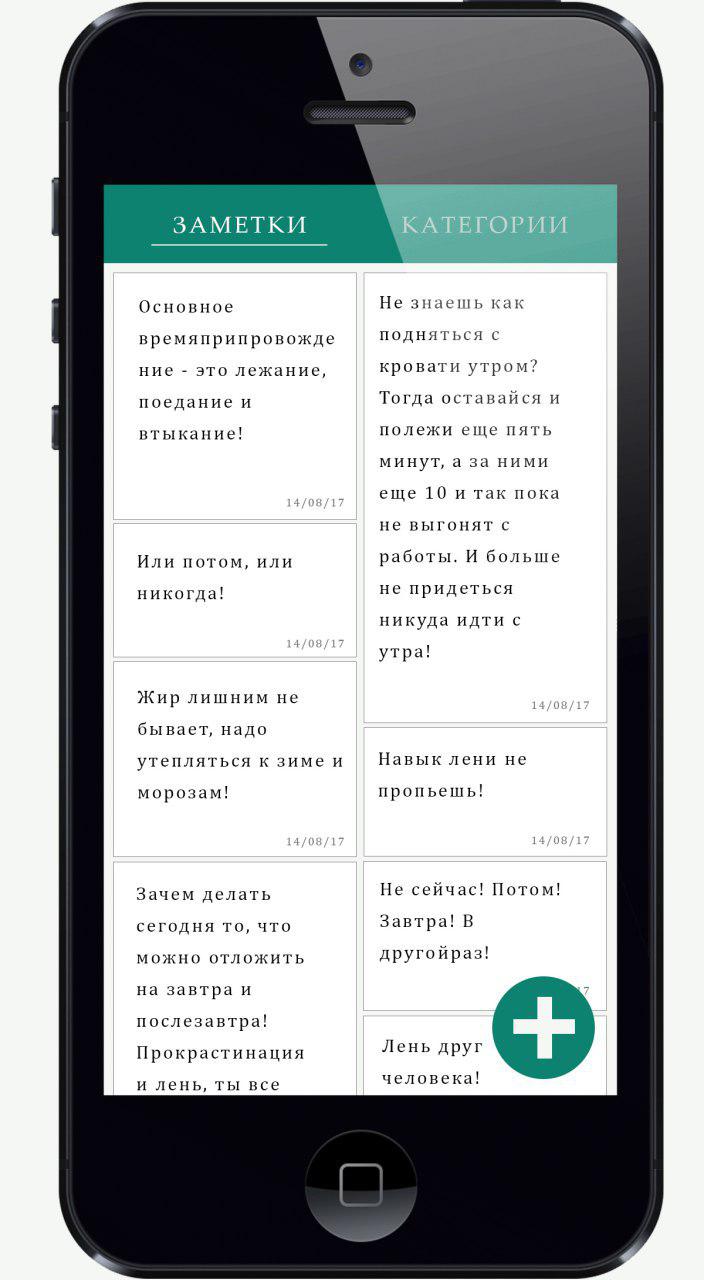 ЗАМЕТКИ
КАТЕГОРИИ
Основное
времяприпровожде
ние - это лежание,
поедание и
втыкание!
14/08/17
Или потом, или
никогда!
14/08/17
Жир лишним не
бывает, надо
утепляться к зиме и
морозам!
14/08/17
Зачем делать
сегодня то, что
можно отложить
на завтра и
послезавтра!
Прокрастинация
и лень, ты все
Не знаешь как
подняться с
кровати утром?
Тогда оставайся и
полежи еще пять
минут, а за ними
еще 10 и так пока
не выгонят с
работы. И больше
не придеться
никуда идти с
утра!
14/08/17
Навык лени не
пропьешь!
14/08/17
Не сейчас! Потом!
Завтра! В
другойраз!
Лень друг
человека!